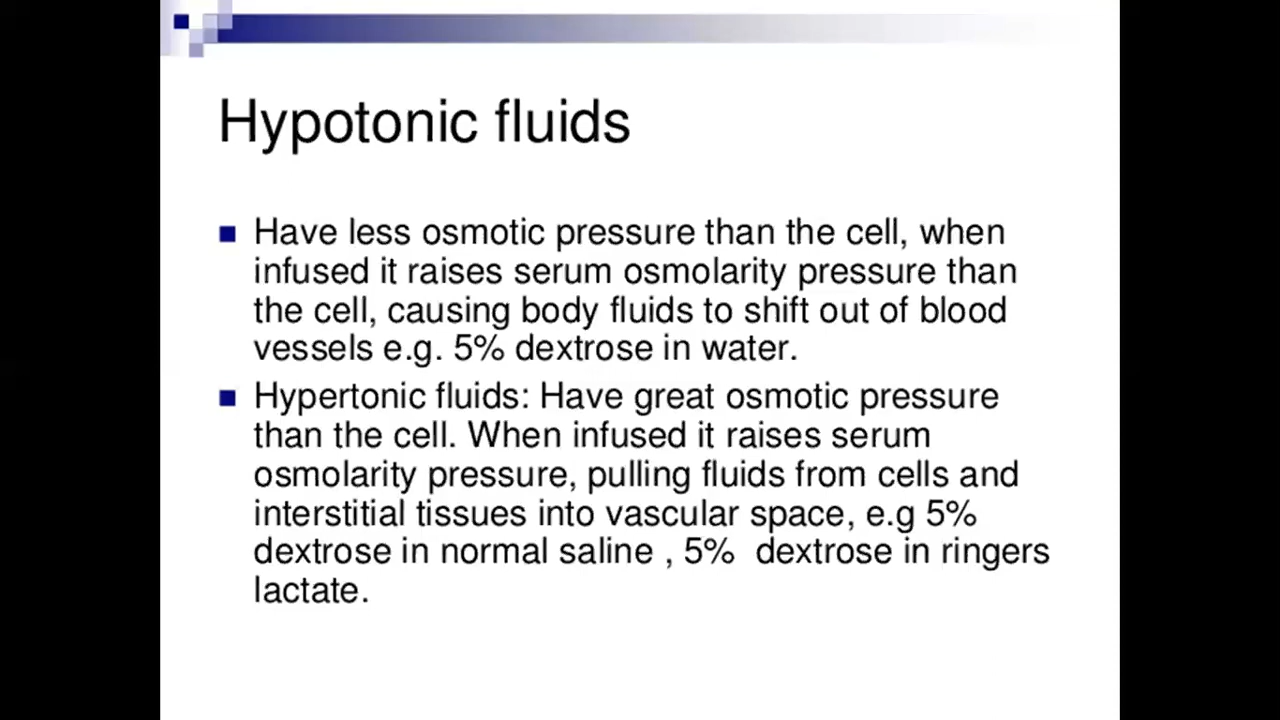 Hypotonic fluids
Have less osmotic pressure than the cell, when
infused it raises serum osmolarity pressure than
the cell, causing body fluids to shift out of blood
vessels e.g. 5% dextrose in water.
Hypertonic fluids: Have great osmotic pressure
than the cell. When infused it raises serum
osmolarity pressure, pulling fluids from cells and
interstitial tissues into vascular space, e.g 5%
dextrose in normal saline , 5%  dextrose in ringers
lactate.